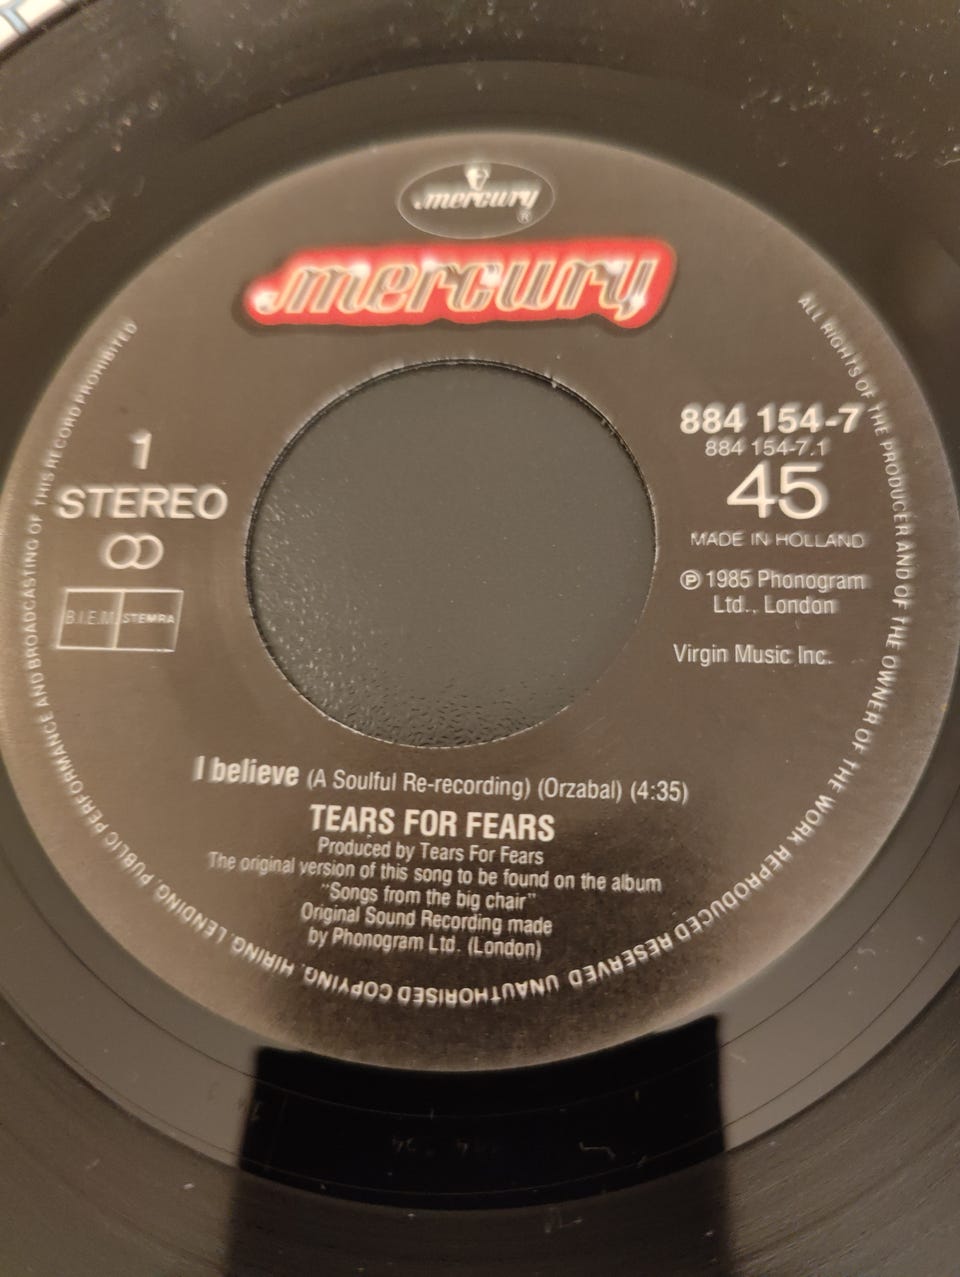 mercury
®
mercury
1
STEREO
B.I.E.M. STEMRA
884 154-7
884 154-7.1
45
MADE IN HOLLAND
℗ 1985 Phonogram
Ltd., London
Virgin Music Inc.
I believe (A Soulful Re-recording) (Orzabal) (4:35)
TEARS FOR FEARS
Produced by Tears For Fears
The original version of this song to be found on the album
"Songs from the big chair"
Original Sound Recording made
by Phonogram Ltd. (London)
ALL RIGHTS OF THE PRODUCER AND OF THE OWNER OF THE WORK REPRODUCED RESERVED UNAUTHORISED COPYING, HIRING, LENDING, PUBLIC PERFORMANCE AND BROADCASTING OF THIS RECORD PROHIBITED